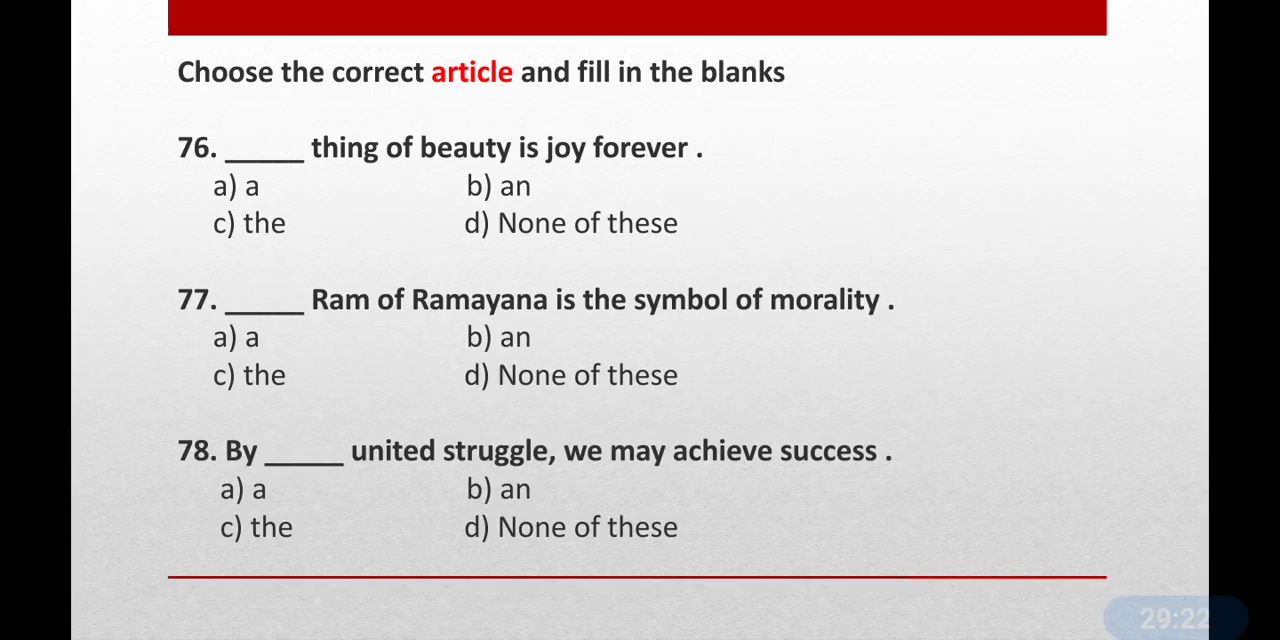 Choose the correct article and fill in the blanks
76. _____ thing of beauty is joy forever .
a) a b) an
c) the d) None of these
77. _____ Ram of Ramayana is the symbol of morality .
a) a b) an
c) the d) None of these
78. By _____ united struggle, we may achieve success .
a) a b) an
c) the d) None of these
29:22